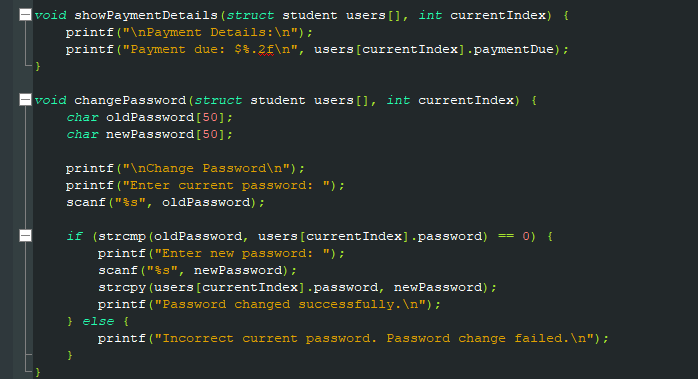 void showPaymentDetails(struct student users[], int currentIndex) {
    printf("\nPayment Details:\n");
    printf("Payment due: $%.2f\n", users[currentIndex].paymentDue);
}
void changePassword(struct student users[], int currentIndex) {
    char oldPassword[50];
    char newPassword[50];
    printf("\nChange Password\n");
    printf("Enter current password: ");
    scanf("%s", oldPassword);
    if (strcmp(oldPassword, users[currentIndex].password) == 0) {
        printf("Enter new password: ");
        scanf("%s", newPassword);
        strcpy(users[currentIndex].password, newPassword);
        printf("Password changed successfully.\n");
    } else {
        printf("Incorrect current password. Password change failed.\n");
    }
}